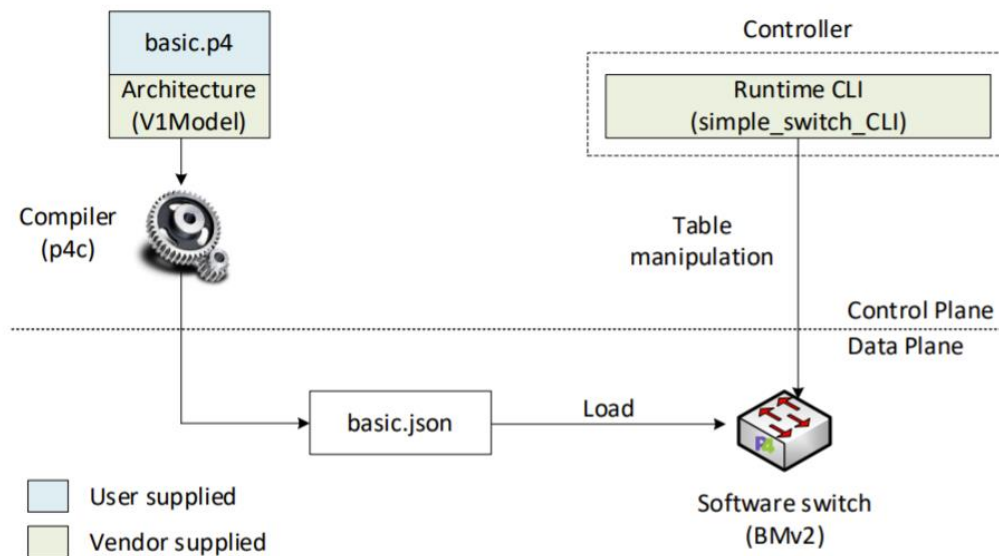 basic.p4
Architecture
(V1Model)
Controller
Runtime CLI
(simple_switch_CLI)
Compiler
(p4c)
Table
manipulation
Control Plane
Data Plane
basic.json
Load
P4
Software switch
(BMv2)
User supplied
Vendor supplied